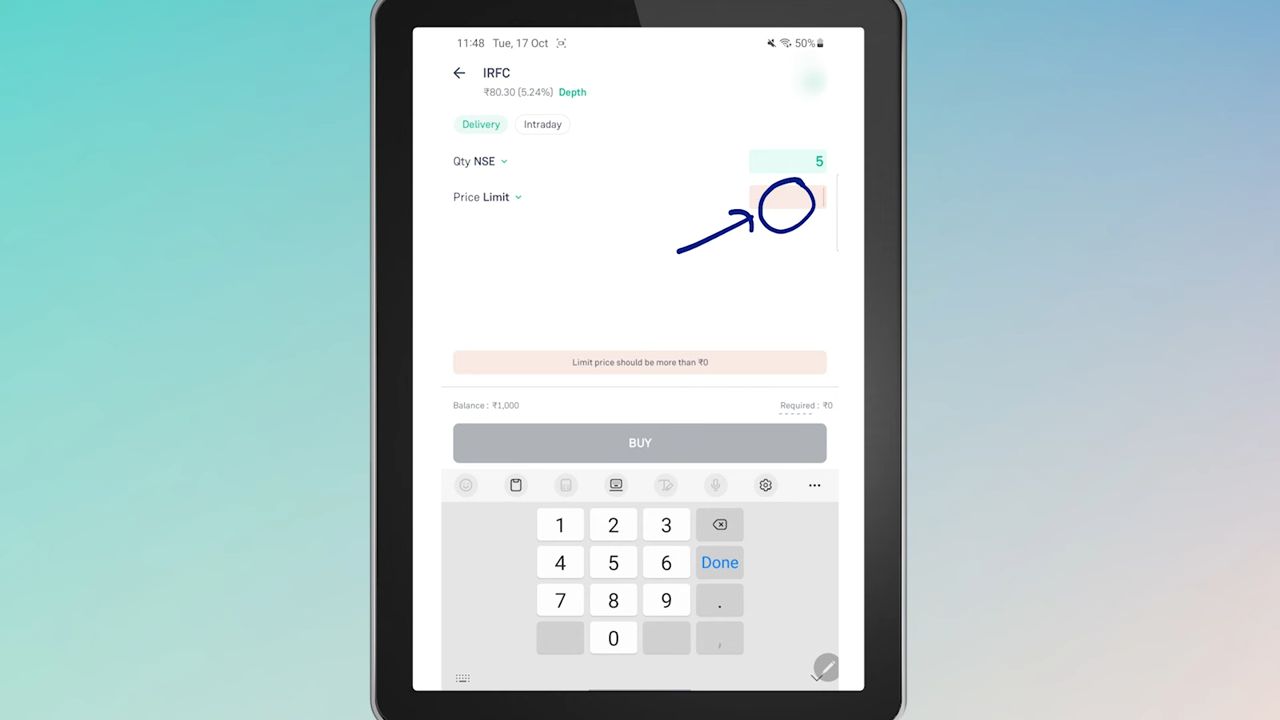 11:48 Tue, 17 Oct 50%
IRFC
₹80.30 (5.24%) Depth
Delivery Intraday
Qty NSE 5
Price Limit
Limit price should be more than ₹0
Balance : ₹1,000 Required : ₹0
BUY
1 2 3
4 5 6 Done
7 8 9 .
0 ,